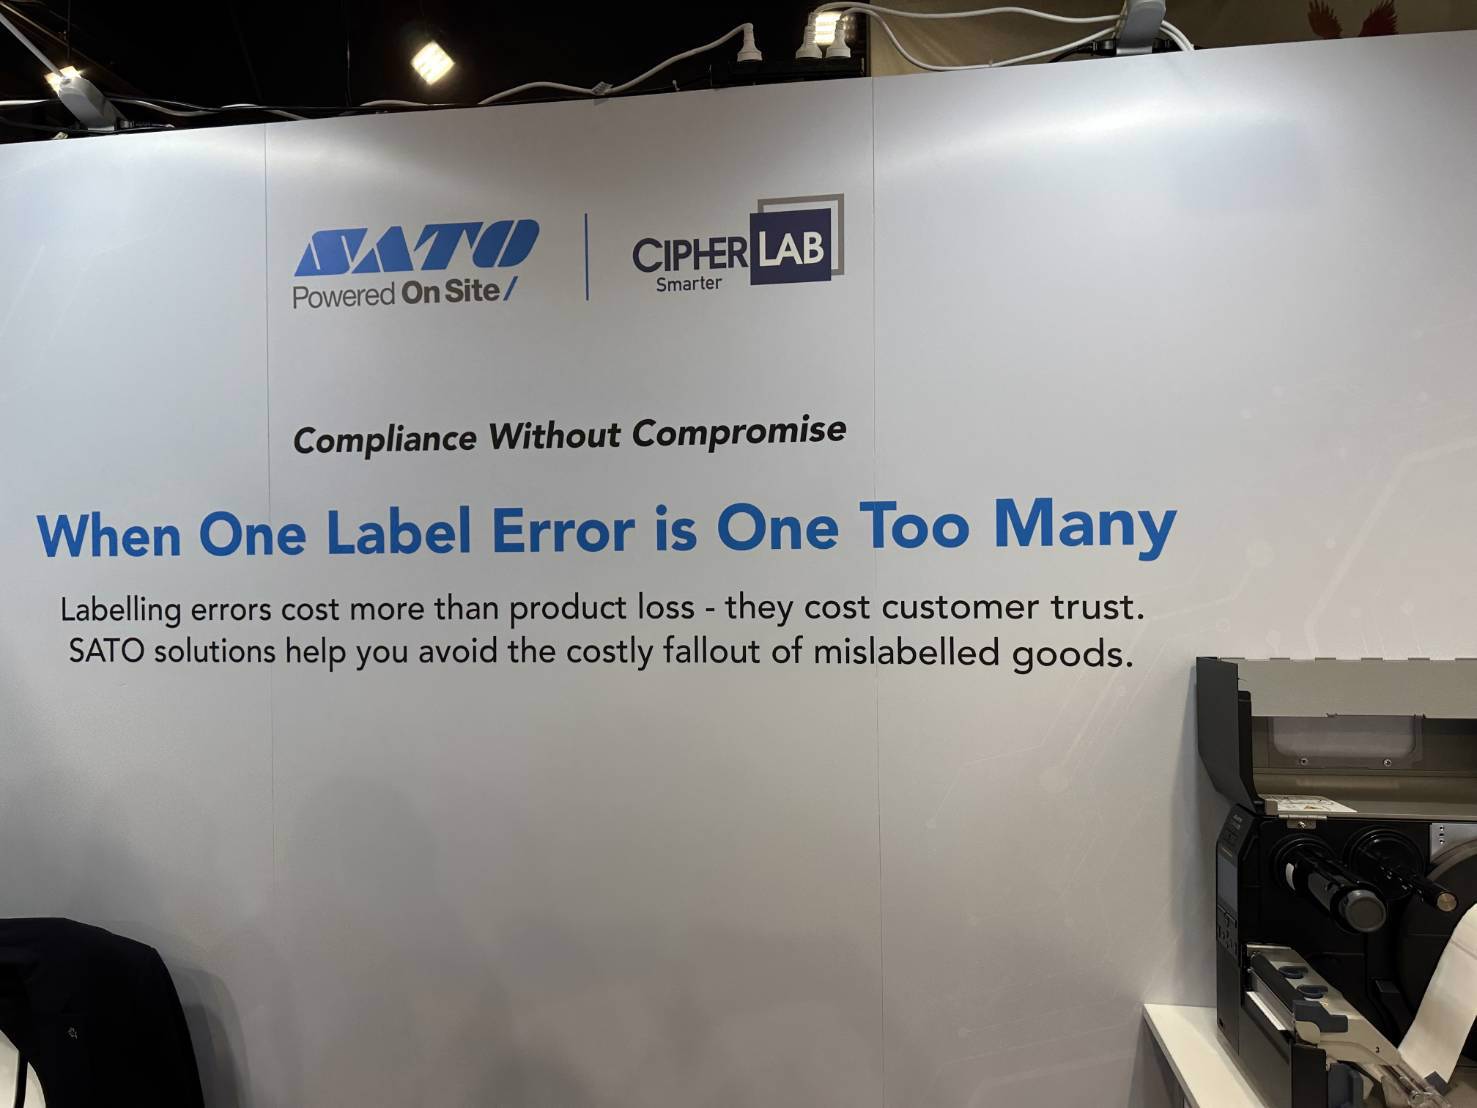 SATO
Powered On Site/
CIPHERLAB
Smarter
Compliance Without Compromise
When One Label Error is One Too Many
Labelling errors cost more than product loss - they cost customer trust.
SATO solutions help you avoid the costly fallout of mislabelled goods.